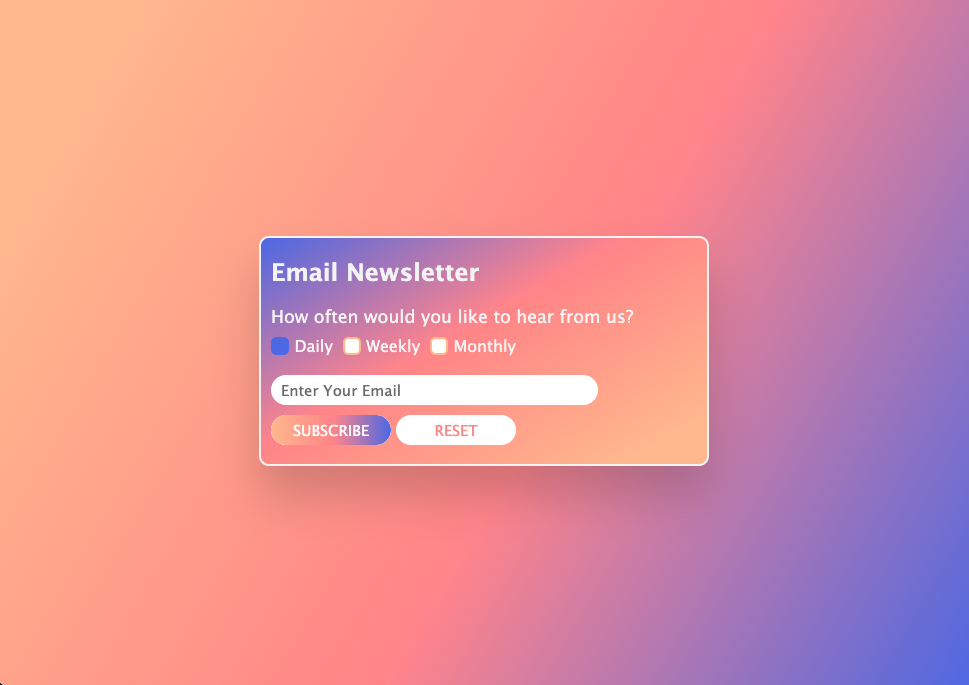 Email Newsletter
How often would you like to hear from us?
Daily Weekly Monthly
Enter Your Email
SUBSCRIBE RESET